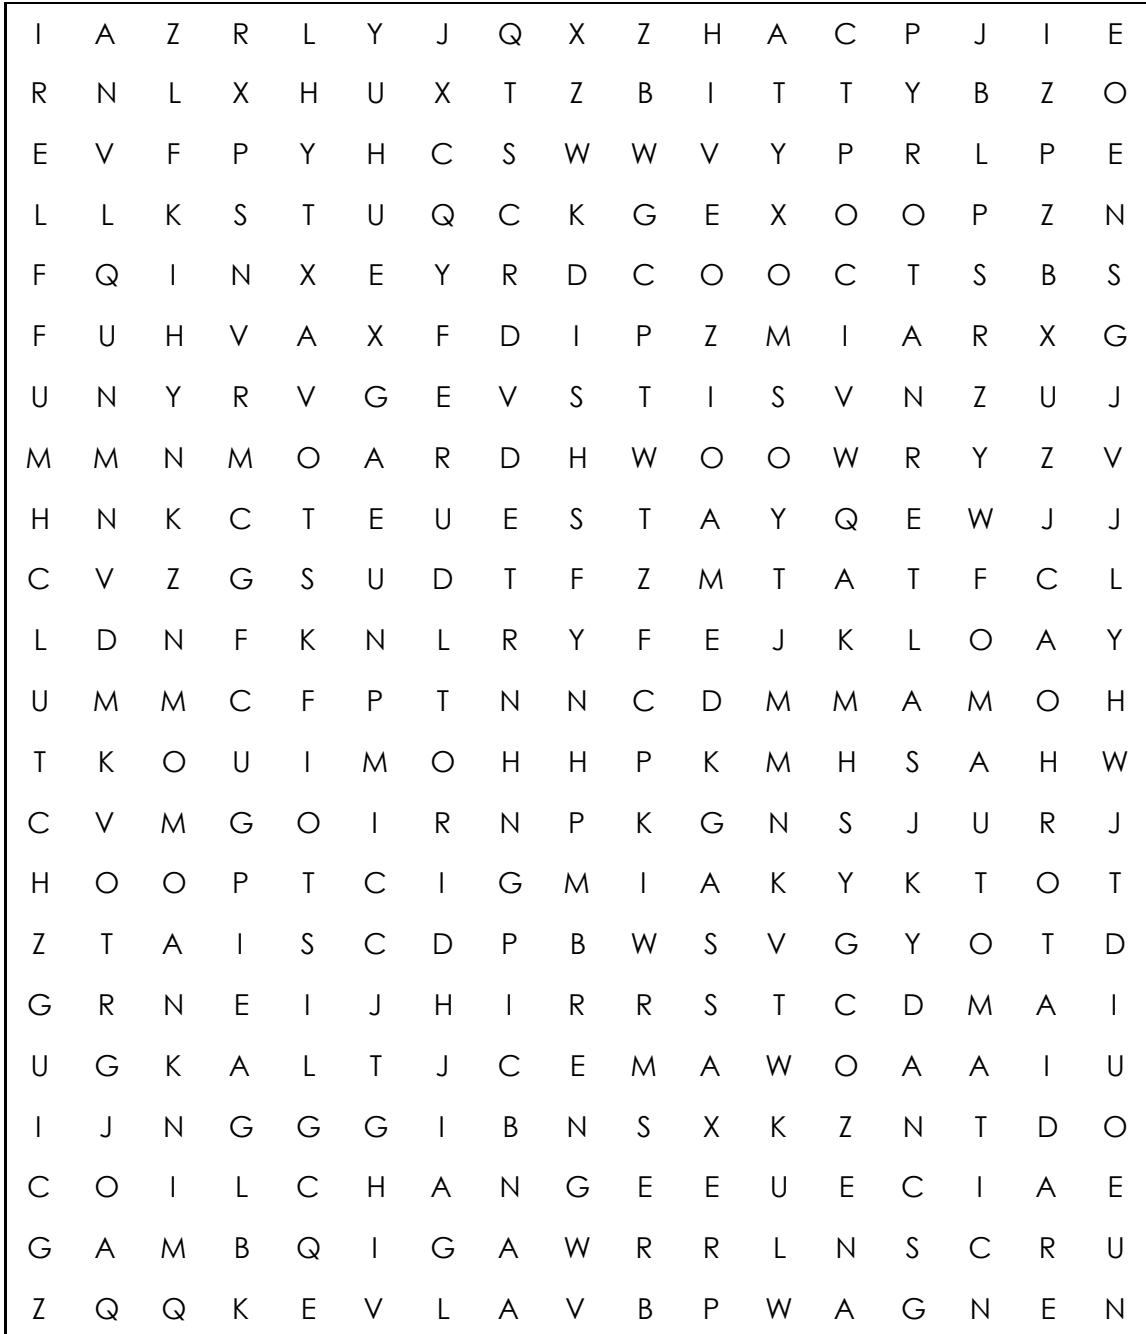 I A Z R L Y J Q X Z H A C P J I E
R N L X H U X T Z B I T T Y B Z O
E V F P Y H C S W W V Y P R L P E
L L K S T U Q C K G E X O O P Z N
F Q I N X E Y R D C O O C T S B S
F U H V A X F D I P Z M I A R X G
U N Y R V G E V S T I S V N Z U J
M M N M O A R D H W O O W R Y Z V
H N K C T E U E S T A Y Q E W J J
C V Z G S U D T F Z M T A T F C L
L D N F K N L R Y F E J K L O A Y
U M M C F P T N N C D M M A M O H
T K O U I M O H H P K M H S A H W
C V M G O I R N P K G N S J U R J
H O O P T C I G M I A K Y K T O T
Z T A I S C D P B W S V G Y O T D
G R N E I J H I R R S T C D M A I
U G K A L T J C E M A W O A A I U
I J N G G G I B N S X K Z N T D O
C O I L C H A N G E E U E C I A E
G A M B Q I G A W R R L N S C R U
Z Q Q K E V L A V B P W A G N E N